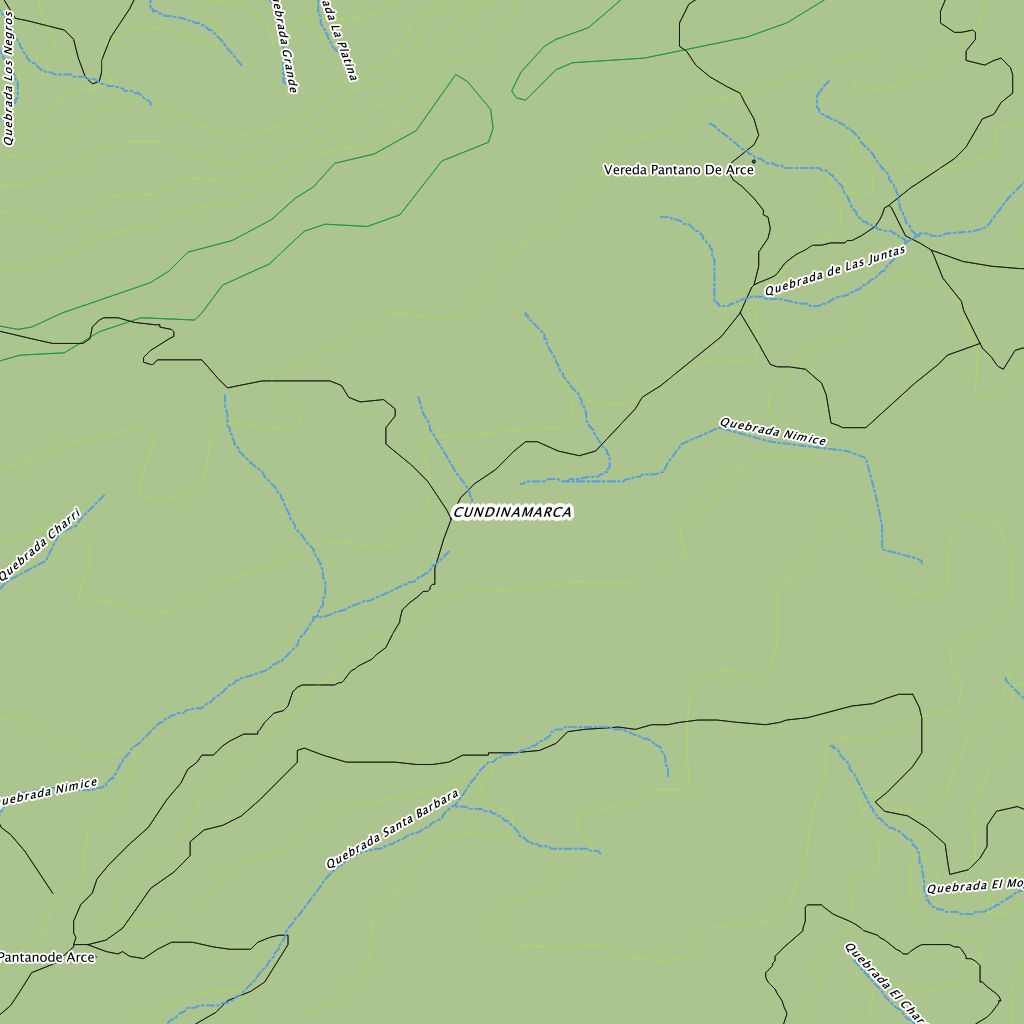 Quebrada Los Negros
ebrada Grande
ada La Platina
Vereda Pantano De Arce
Quebrada de Las Juntas
Quebrada Nimice
CUNDINAMARCA
Quebrada Charri
uebrada Nimice
Quebrada Santa Barbara
Quebrada El Mo
Pantanode Arce
Quebrada El Char